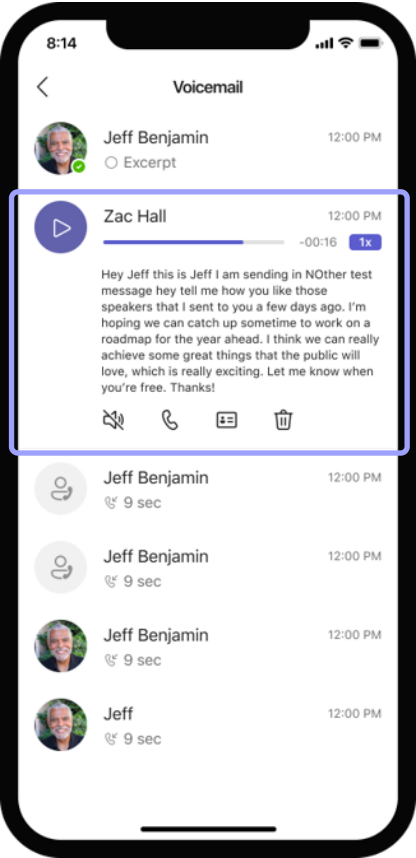 8:14
Voicemail
Jeff Benjamin 12:00 PM
Excerpt
Zac Hall 12:00 PM
-00:16 1x
Hey Jeff this is Jeff I am sending in NOther test
message hey tell me how you like those
speakers that I sent to you a few days ago. I'm
hoping we can catch up sometime to work on a
roadmap for the year ahead. I think we can really
achieve some great things that the public will
love, which is really exciting. Let me know when
you're free. Thanks!
Jeff Benjamin 12:00 PM
9 sec
Jeff Benjamin 12:00 PM
9 sec
Jeff Benjamin 12:00 PM
9 sec
Jeff 12:00 PM
9 sec